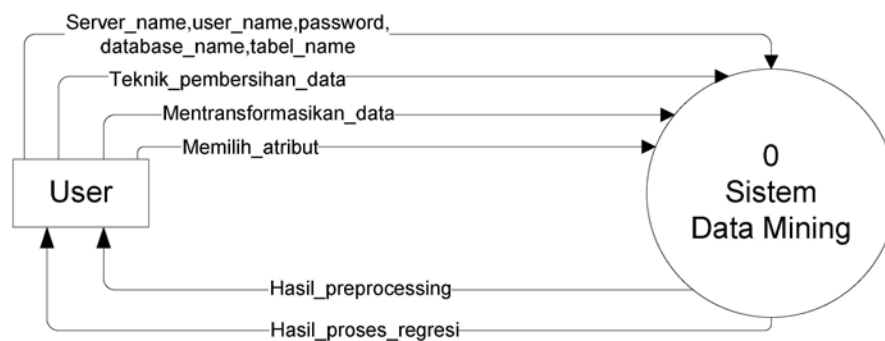 Server_name,user_name,password,
database_name,tabel_name
Teknik_pembersihan_data
Mentransformasikan_data
Memilih_atribut
User
0
Sistem
Data Mining
Hasil_preprocessing
Hasil_proses_regresi